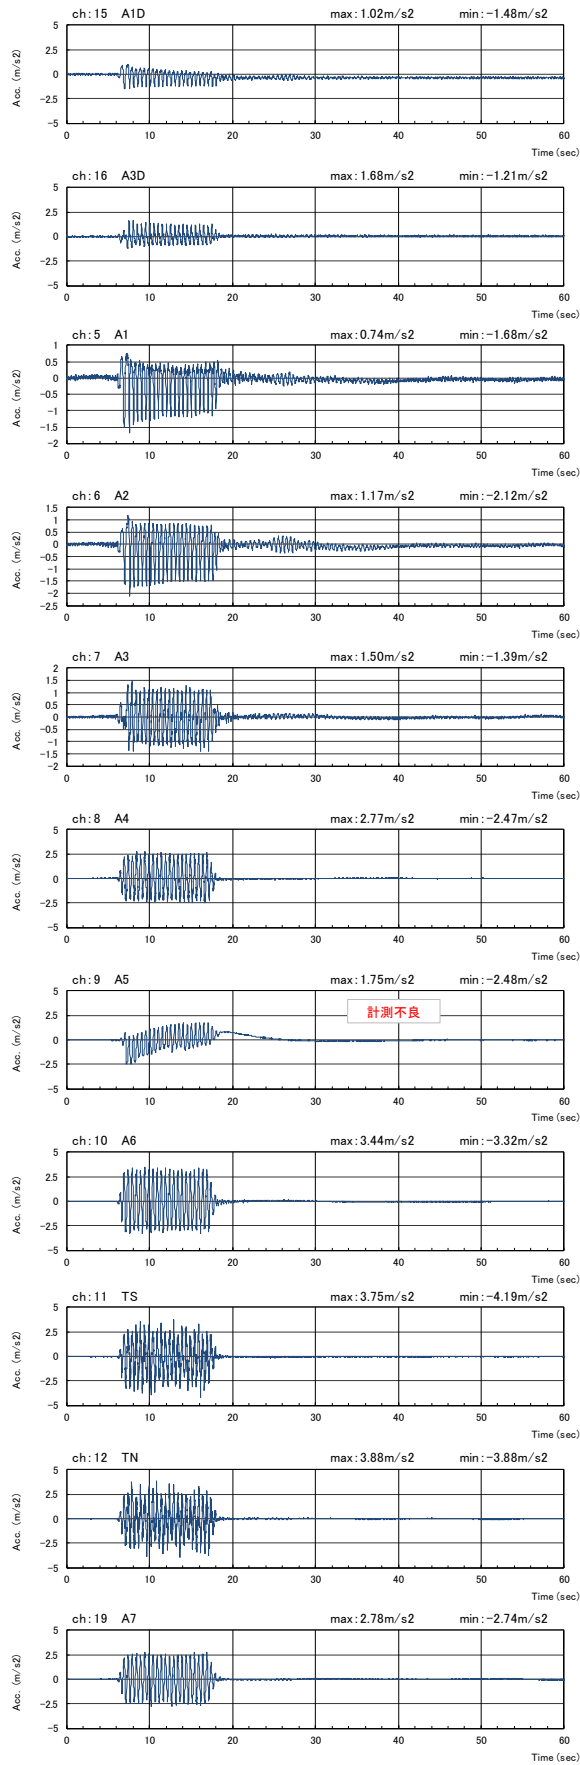 ch:15 A1D max:1.02m/s2 min:-1.48m/s2
5
2.5
0
-2.5
-5
Acc. (m/s2)
0 10 20 30 40 50 60
Time (sec)
ch:16 A3D max:1.68m/s2 min:-1.21m/s2
5
2.5
0
-2.5
-5
Acc. (m/s2)
0 10 20 30 40 50 60
Time (sec)
ch:5 A1 max:0.74m/s2 min:-1.68m/s2
1
0.5
0
-0.5
-1
-1.5
-2
Acc. (m/s2)
0 10 20 30 40 50 60
Time (sec)
ch:6 A2 max:1.17m/s2 min:-2.12m/s2
1.5
1
0.5
0
-0.5
-1
-1.5
-2
-2.5
Acc. (m/s2)
0 10 20 30 40 50 60
Time (sec)
ch:7 A3 max:1.50m/s2 min:-1.39m/s2
2
1.5
1
0.5
0
-0.5
-1
-1.5
-2
Acc. (m/s2)
0 10 20 30 40 50 60
Time (sec)
ch:8 A4 max:2.77m/s2 min:-2.47m/s2
5
2.5
0
-2.5
-5
Acc. (m/s2)
0 10 20 30 40 50 60
Time (sec)
ch:9 A5 max:1.75m/s2 min:-2.48m/s2
5
2.5
0
-2.5
-5
Acc. (m/s2)
計測不良
0 10 20 30 40 50 60
Time (sec)
ch:10 A6 max:3.44m/s2 min:-3.32m/s2
5
2.5
0
-2.5
-5
Acc. (m/s2)
0 10 20 30 40 50 60
Time (sec)
ch:11 TS max:3.75m/s2 min:-4.19m/s2
5
2.5
0
-2.5
-5
Acc. (m/s2)
0 10 20 30 40 50 60
Time (sec)
ch:12 TN max:3.88m/s2 min:-3.88m/s2
5
2.5
0
-2.5
-5
Acc. (m/s2)
0 10 20 30 40 50 60
Time (sec)
ch:19 A7 max:2.78m/s2 min:-2.74m/s2
5
2.5
0
-2.5
-5
Acc. (m/s2)
0 10 20 30 40 50 60
Time (sec)